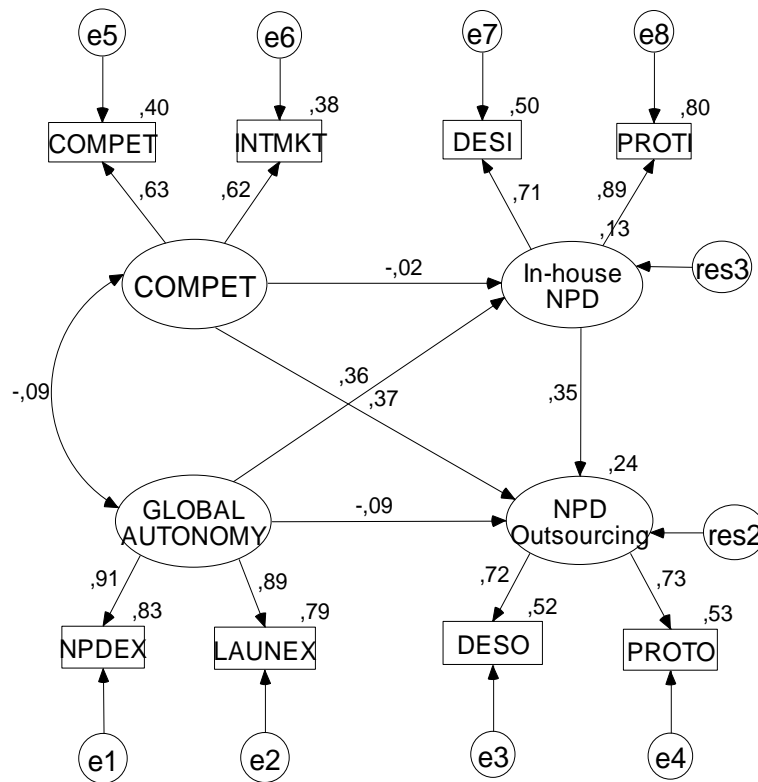 e5
e6
e7
e8
,40
,38
,50
,80
COMPET
INTMKT
DESI
PROTI
,63
,62
,71
,89
,13
COMPET
-,02
In-house
NPD
res3
-,09
,36
,37
,35
,24
GLOBAL
AUTONOMY
-,09
NPD
Outsourcing
res2
,91
,89
,72
,73
,83
,79
,52
,53
NPDEX
LAUNEX
DESO
PROTO
e1
e2
e3
e4